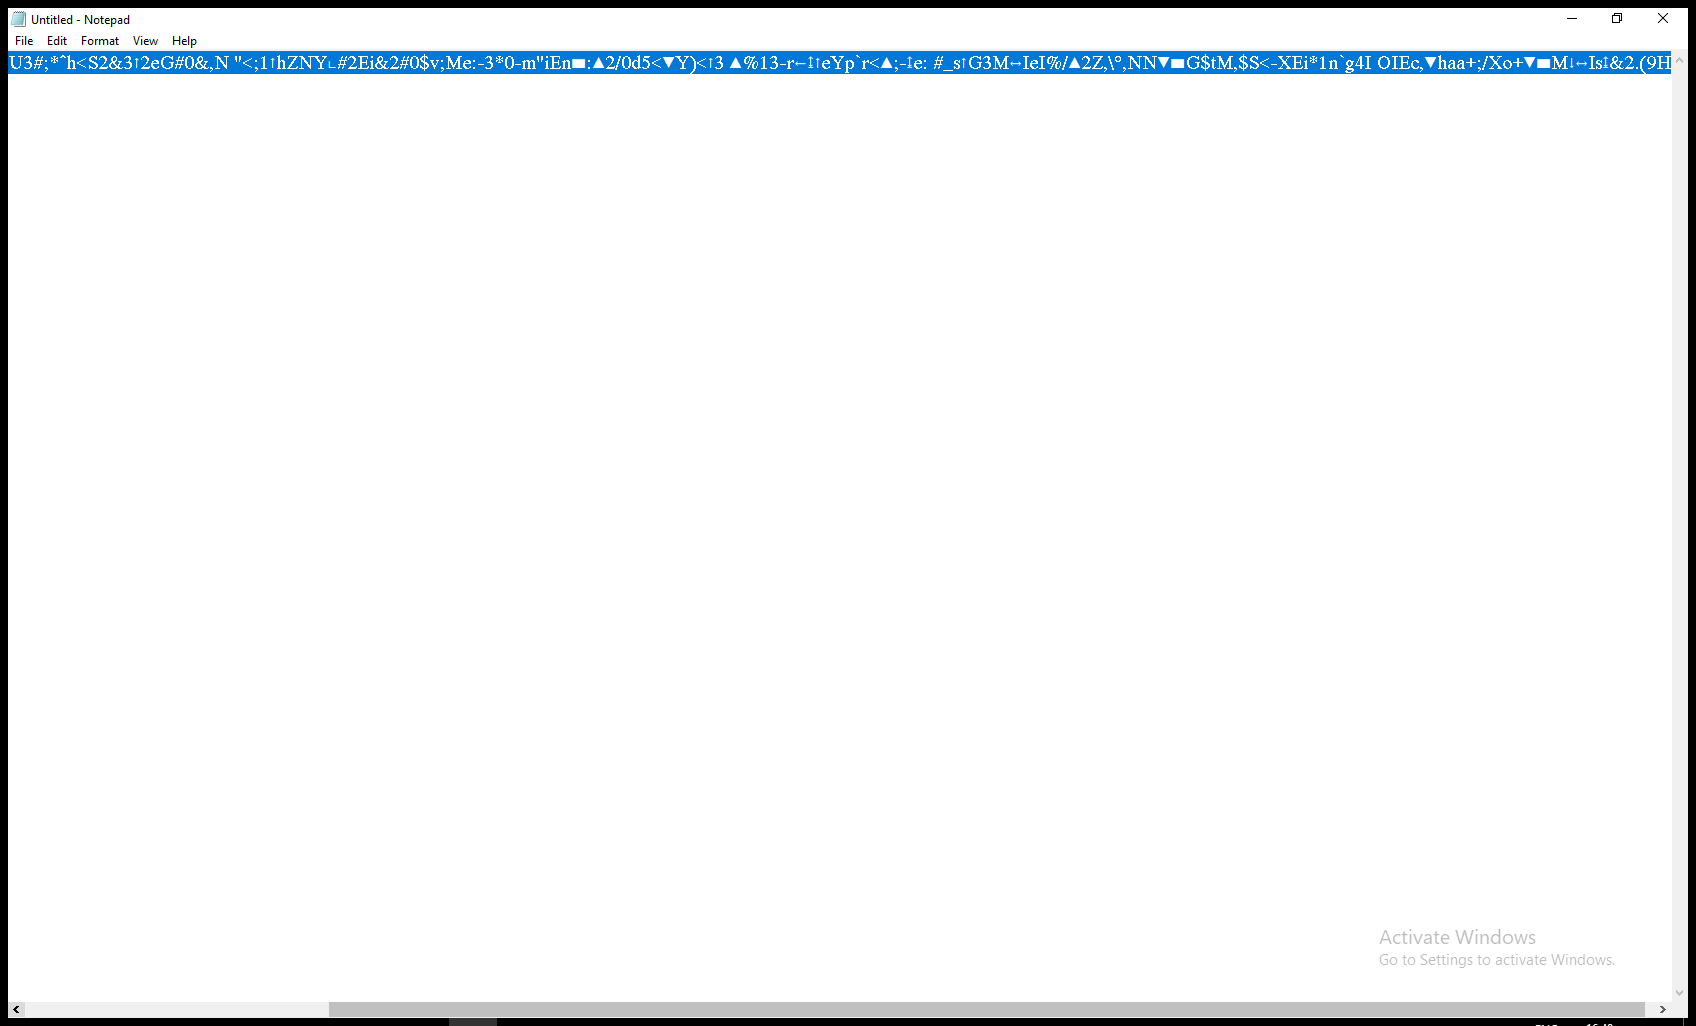 Untitled - Notepad
File Edit Format View Help
U3#;*^h<S2&3↑2eG#0&,N "<;1↑hZNY∟#2Ei&2#0$v;Me:-3*0-m"iEn▬:▲2/0d5<▼Y)<↑3 ▲%13-r←↕↑eYp`r<▲;-↨e: #_s↑G3M↔IeI%/▲2Z,\°,NN▼▬G$tM,$S<-XEi*1n`g4I OIEc,▼haa+;/Xo+▼▬M↓↔Is↕&2.(9H
Activate Windows
Go to Settings to activate Windows.